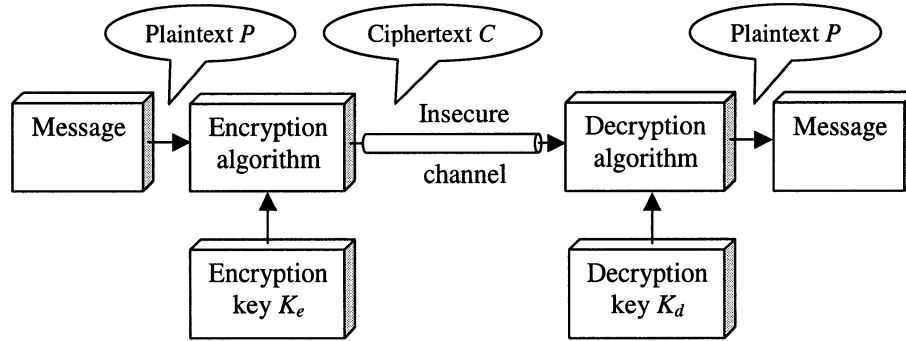 Plaintext P
Ciphertext C
Plaintext P
Message
Encryption
algorithm
Insecure
channel
Decryption
algorithm
Message
Encryption
key Ke
Decryption
key Kd